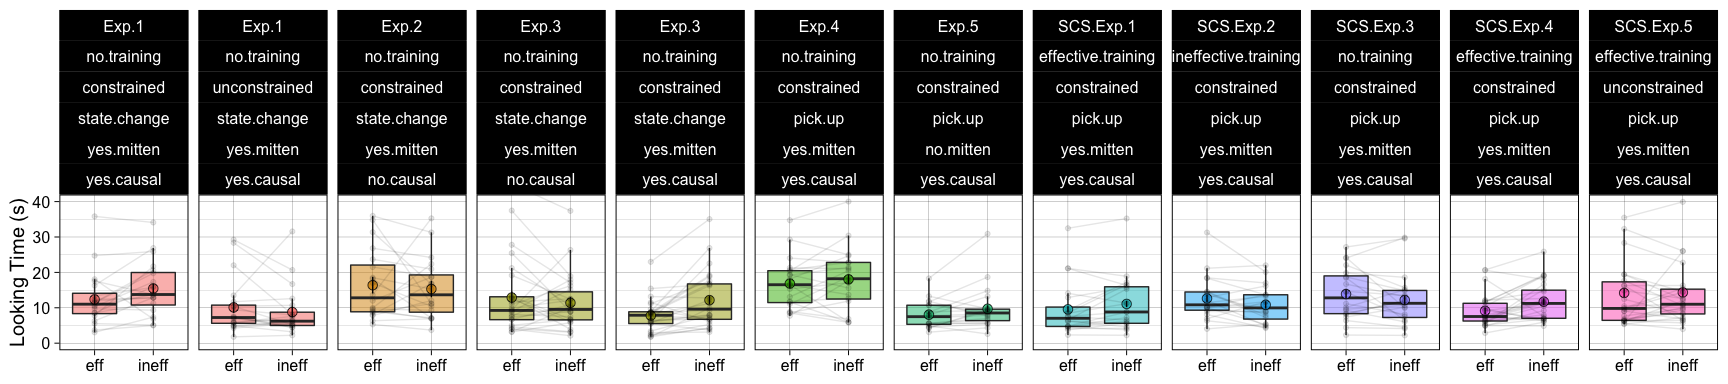 Exp.1 Exp.1 Exp.2 Exp.3 Exp.3 Exp.4 Exp.5 SCS.Exp.1 SCS.Exp.2 SCS.Exp.3 SCS.Exp.4 SCS.Exp.5
no.training no.training no.training no.training no.training no.training no.training effective.training ineffective.training no.training effective.training effective.training
constrained unconstrained constrained constrained constrained constrained constrained constrained constrained constrained constrained unconstrained
state.change state.change state.change state.change state.change pick.up pick.up pick.up pick.up pick.up pick.up pick.up
yes.mitten yes.mitten yes.mitten yes.mitten yes.mitten yes.mitten no.mitten yes.mitten yes.mitten yes.mitten yes.mitten yes.mitten
yes.causal yes.causal no.causal no.causal yes.causal yes.causal yes.causal yes.causal yes.causal yes.causal yes.causal yes.causal
Looking Time (s)
40
30
20
10
0
eff ineff eff ineff eff ineff eff ineff eff ineff eff ineff eff ineff eff ineff eff ineff eff ineff eff ineff eff ineff